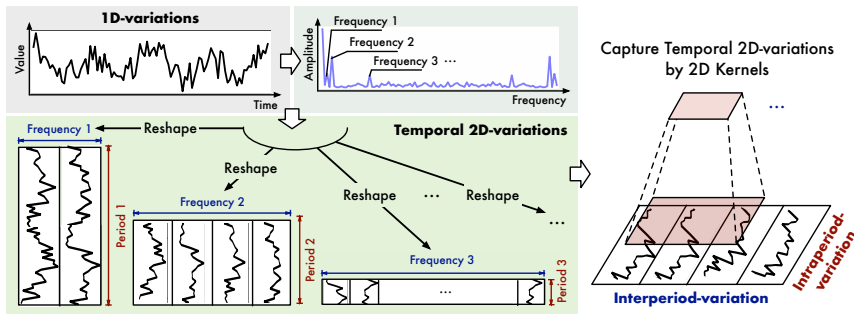 1D-variations
Value
Time
Amplitude
Frequency 1
Frequency 2
Frequency 3 ...
Frequency
Capture Temporal 2D-variations
by 2D Kernels
...
Temporal 2D-variations
Frequency 1
Reshape
Reshape
Reshape
...
Reshape
...
Period 1
Frequency 2
Period 2
Frequency 3
...
Period 3
Interperiod-variation
Intraperiod-
variation